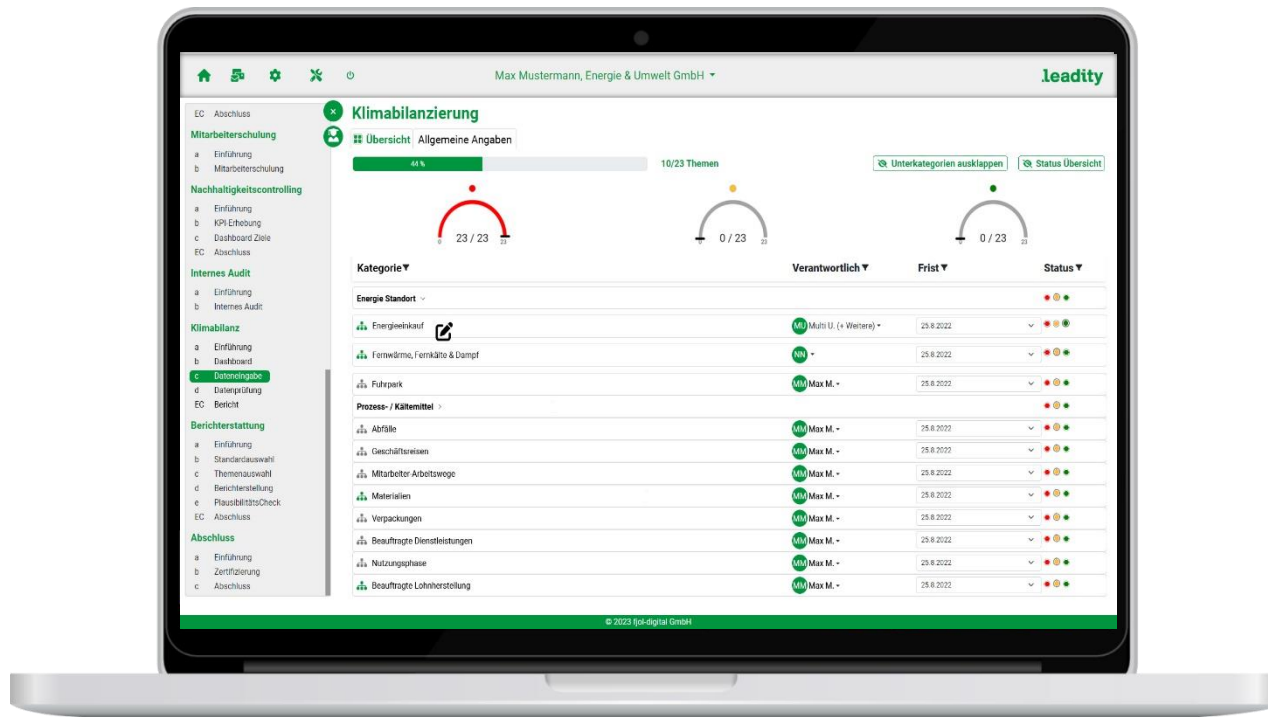 Max Mustermann, Energie & Umwelt GmbH
.leadity
EC Abschluss
Mitarbeiterschulung
a Einführung
b Mitarbeiterschulung
Nachhaltigkeitscontrolling
a Einführung
b KPI-Erhebung
c Dashboard Ziele
EC Abschluss
Internes Audit
a Einführung
b Internes Audit
Klimabilanz
a Einführung
b Dashboard
c Dateneingabe
d Datenprüfung
EC Bericht
Berichterstattung
a Einführung
b Standardauswahl
c Themenauswahl
d Berichterstellung
e PlausibilitätsCheck
EC Abschluss
Abschluss
a Einführung
b Zertifizierung
c Abschluss
Klimabilanzierung
Übersicht Allgemeine Angaben
44 % 10/23 Themen Unterkategorien ausklappen Status Übersicht
23 / 23 0 / 23 0 / 23
0 23 0 23 0 23
Kategorie Verantwortlich Frist Status
Energie Standort
Energieeinkauf MU Multi U. (+ Weitere) 25.8.2022
Fernwärme, Fernkälte & Dampf NN 25.8.2022
Fuhrpark MM Max M. 25.8.2022
Prozess- / Kältemittel
Abfälle MM Max M. 25.8.2022
Geschäftsreisen MM Max M. 25.8.2022
Mitarbeiter-Arbeitswege MM Max M. 25.8.2022
Materialien MM Max M. 25.8.2022
Verpackungen MM Max M. 25.8.2022
Beauftragte Dienstleistungen MM Max M. 25.8.2022
Nutzungsphase MM Max M. 25.8.2022
Beauftragte Lohnherstellung MM Max M. 25.8.2022
© 2023 fjol-digital GmbH